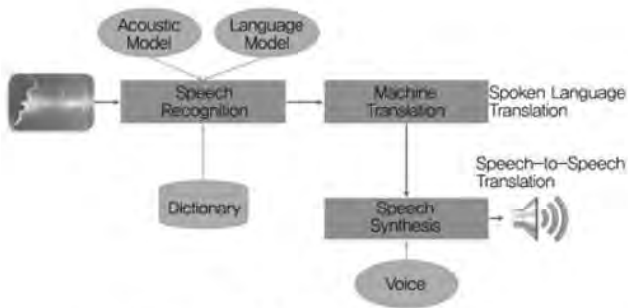 Acoustic
Model
Language
Model
Speech
Recognition
Machine
Translation
Spoken Language
Translation
Dictionary
Speech-to-Speech
Translation
Speech
Synthesis
Voice